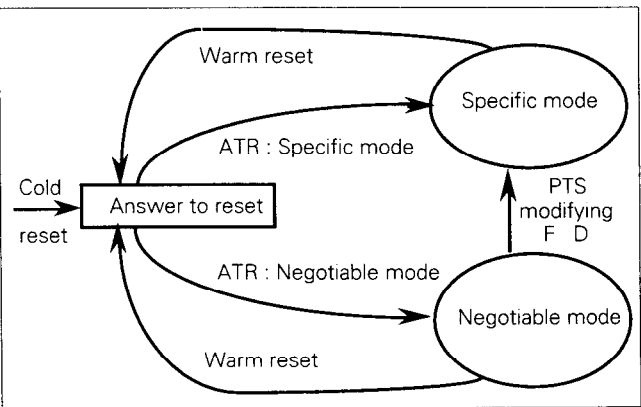 Warm reset
Specific mode
ATR : Specific mode
Cold
reset
Answer to reset
PTS
modifying
F D
ATR : Negotiable mode
Negotiable mode
Warm reset